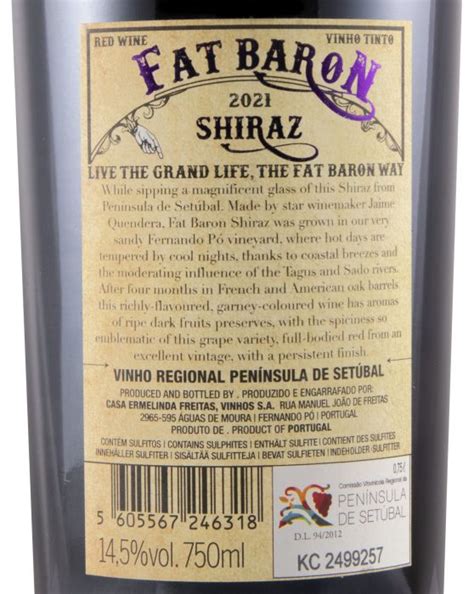 RED WINE
VINHO TINTO
FAT BARON
2021
SHIRAZ
LIVE THE GRAND LIFE, THE FAT BARON WAY
While sipping a magnificent glass of this Shiraz from
Península de Setúbal. Made by star winemaker Jaime
Quendera, Fat Baron Shiraz was grown in our very
sandy Fernando Pó vineyard, where hot days are
tempered by cool nights, thanks to coastal breezes and
the moderating influence of the Tagus and Sado rivers.
After four months in French and American oak barrels
this richly-flavoured, garney-coloured wine has aromas
of ripe dark fruits preserves, with the spiciness so
emblematic of this grape variety, full-bodied red from an
excellent vintage, with a persistent finish.
VINHO REGIONAL PENÍNSULA DE SETÚBAL
PRODUCED AND BOTTLED BY . PRODUZIDO E ENGARRAFADO POR:
CASA ERMELINDA FREITAS, VINHOS S.A. RUA MANUEL JOÃO DE FREITAS
2965-595 ÁGUAS DE MOURA | FERNANDO PÓ | PORTUGAL
PRODUTO DE . PRODUCT OF PORTUGAL
CONTÉM SULFITOS | CONTAINS SULPHITES | ENTHÄLT SULFITE | CONTIENT DES SULFITES
INNEHÅLLER SULFITER | SISÄLTÄÄ SULFIITTEJA | BEVAT SULFIETEN | INDEHOLDER SULFITTER
5 605567 246318
14,5%vol. 750ml
0,75 l
Comissão Vitivinícola Regional da
PENÍNSULA
DE SETÚBAL
D.L. 94/2012
KC 2499257